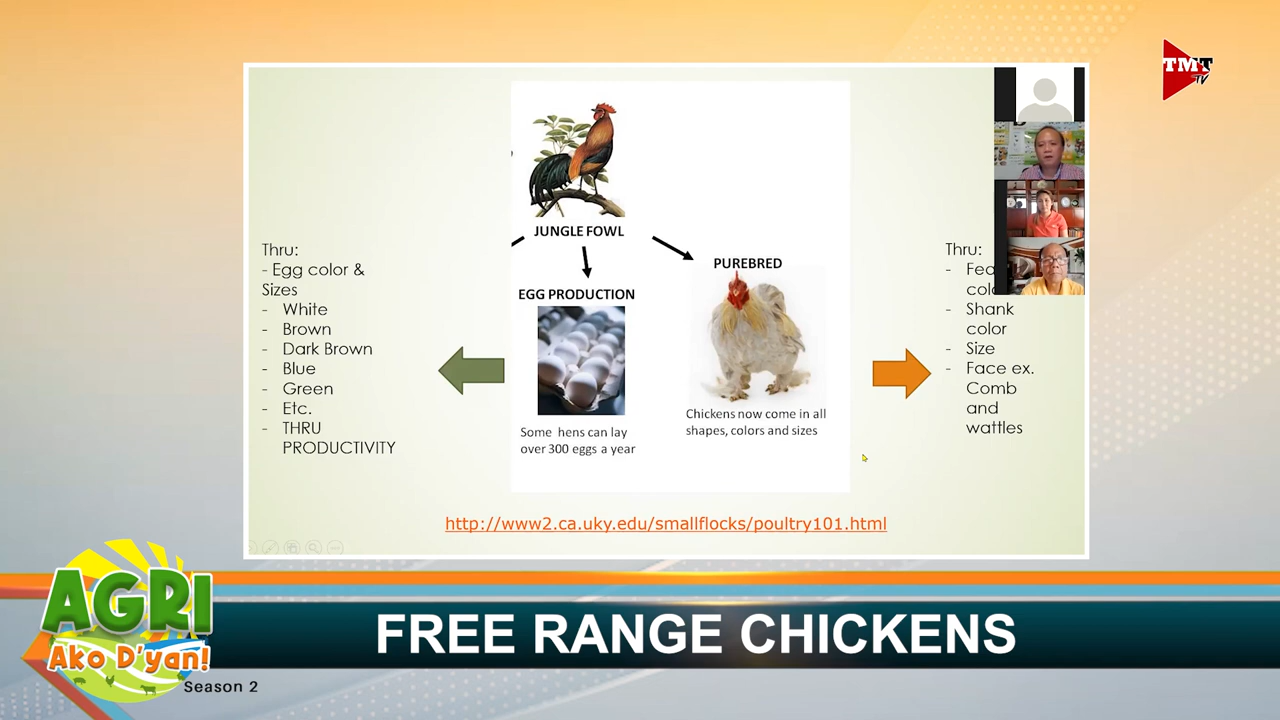 TMT
TV
JUNGLE FOWL
Thru:
- Egg color &
Sizes
- White
- Brown
- Dark Brown
- Blue
- Green
- Etc.
- THRU
PRODUCTIVITY
EGG PRODUCTION
Some hens can lay
over 300 eggs a year
PUREBRED
Chickens now come in all
shapes, colors and sizes
Thru:
-
-
Shank
color
- Size
- Face ex.
Comb
and
wattles
http://www2.ca.uky.edu/smallflocks/poultry101.html
AGRI
Ako D'yan!
Season 2
FREE RANGE CHICKENS